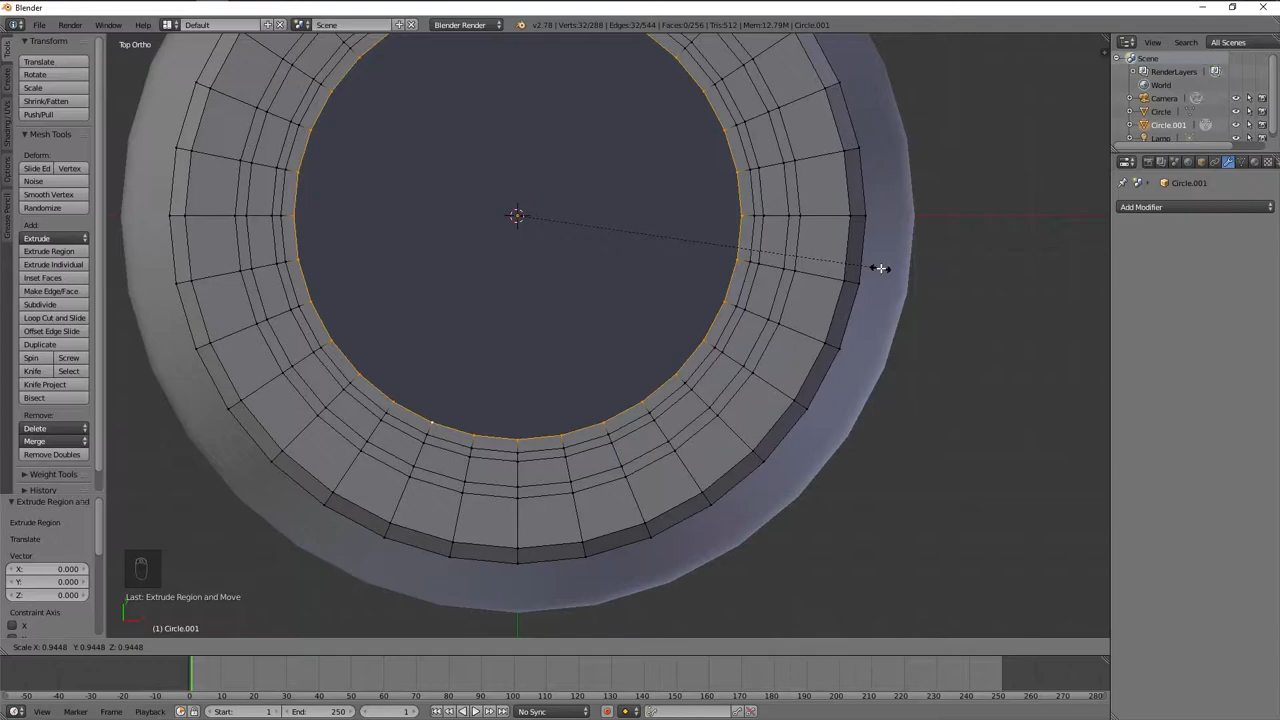 Blender
File Render Window Help Default Scene Blender Render v2.78 | Verts:32/288 | Edges:32/544 | Faces:0/256 | Tris:512 | Mem:12.79M | Circle.001
View Search All Scenes
Tools
Create
Shading / UVs
Options
Grease Pencil
Transform
Translate
Rotate
Scale
Shrink/Fatten
Push/Pull
Mesh Tools
Deform:
Slide Ed Vertex
Noise
Smooth Vertex
Randomize
Add:
Extrude
Extrude Region
Extrude Individual
Inset Faces
Make Edge/Face
Subdivide
Loop Cut and Slide
Offset Edge Slide
Duplicate
Spin Screw
Knife Select
Knife Project
Bisect
Remove:
Delete
Merge
Remove Doubles
Weight Tools
History
Extrude Region and
Extrude Region
Translate
Vector
X: 0.000
Y: 0.000
Z: 0.000
Constraint Axis
X
Top Ortho
Last: Extrude Region and Move
(1) Circle.001
Scene
RenderLayers
World
Camera
Circle
Circle.001
Lamp
Circle.001
Add Modifier
Scale X: 0.9448 Y: 0.9448 Z: 0.9448
-50 -40 -30 -20 -10 0 10 20 30 40 50 60 70 80 90 100 110 120 130 140 150 160 170 180 190 200 210 220 230 240 250 260 270 280
View Marker Frame Playback Start: 1 End: 250 1 No Sync